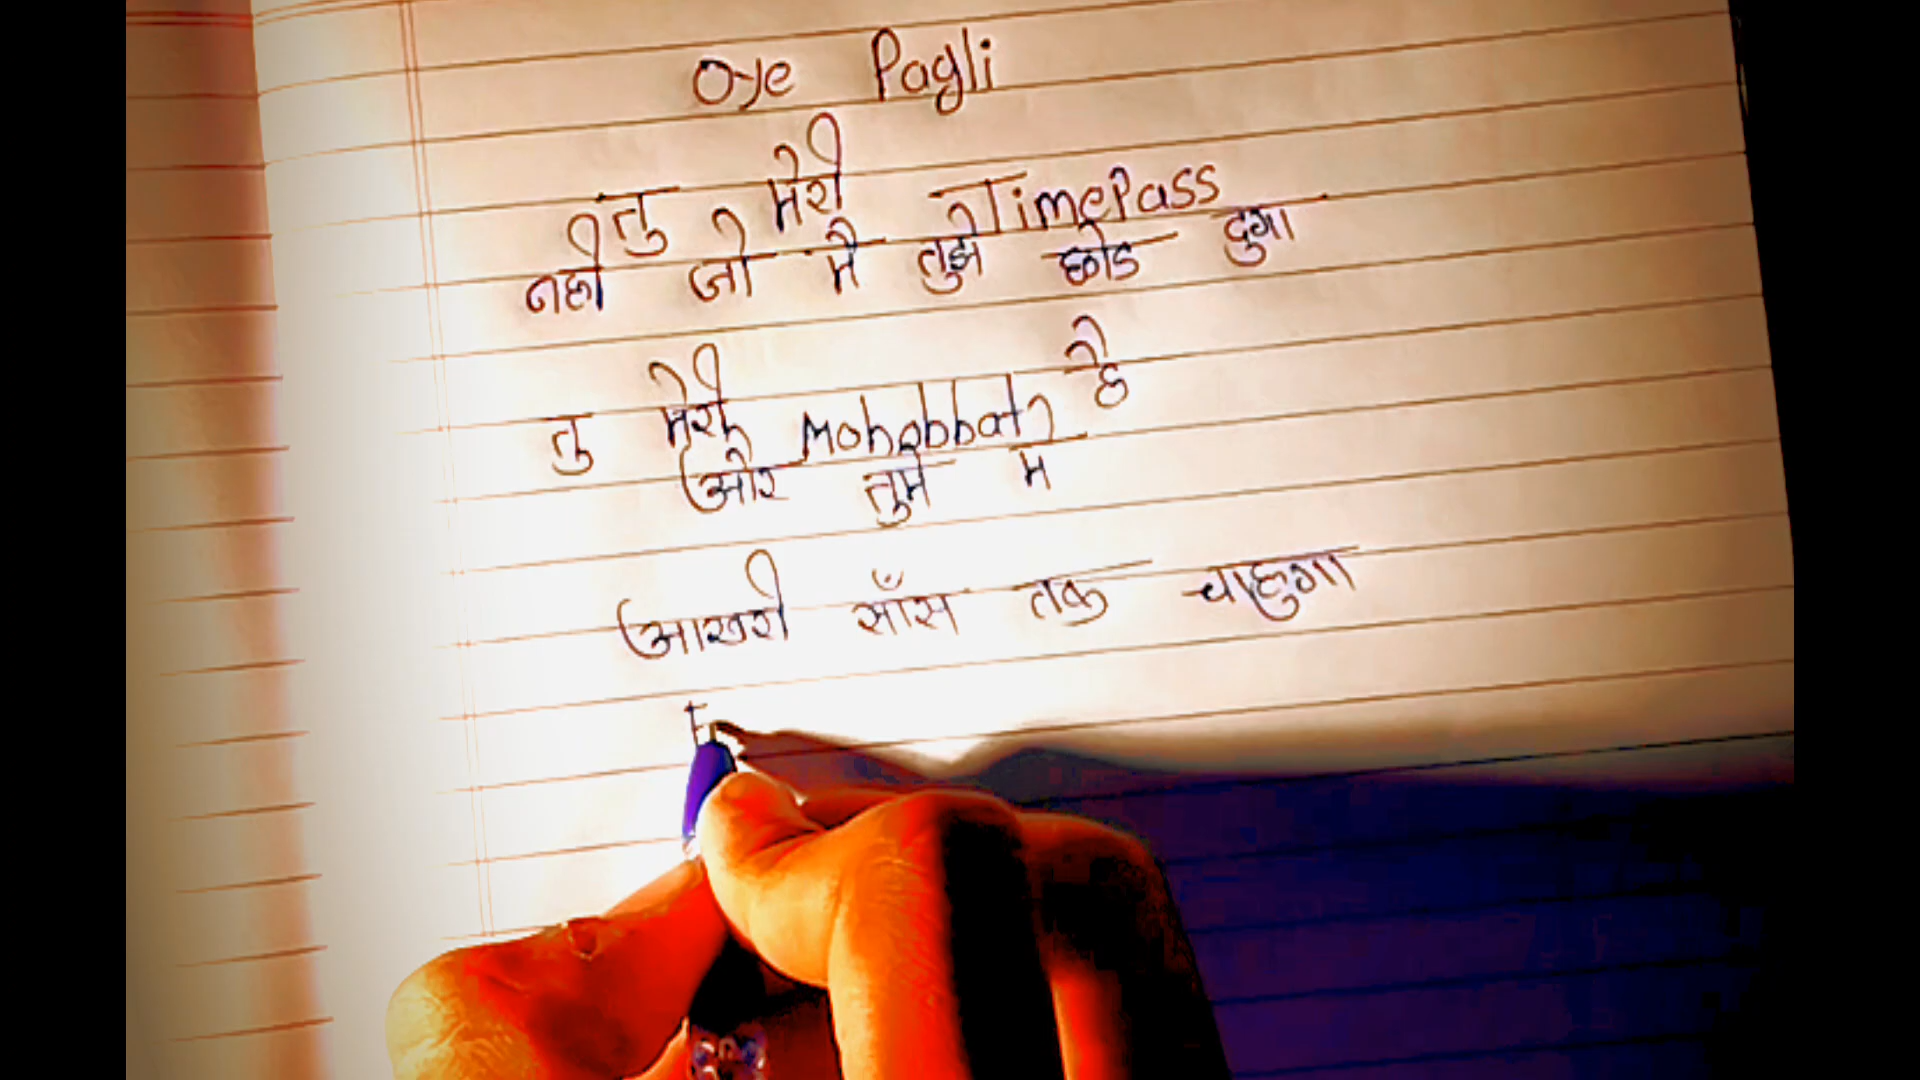 Oye Pagli
तु मेरी TimePass
नही जो मै तुझे छोड दुगा
तु मेरी Mohabbat है
और तुमे मै
आखरी साँस तक चाहुगा